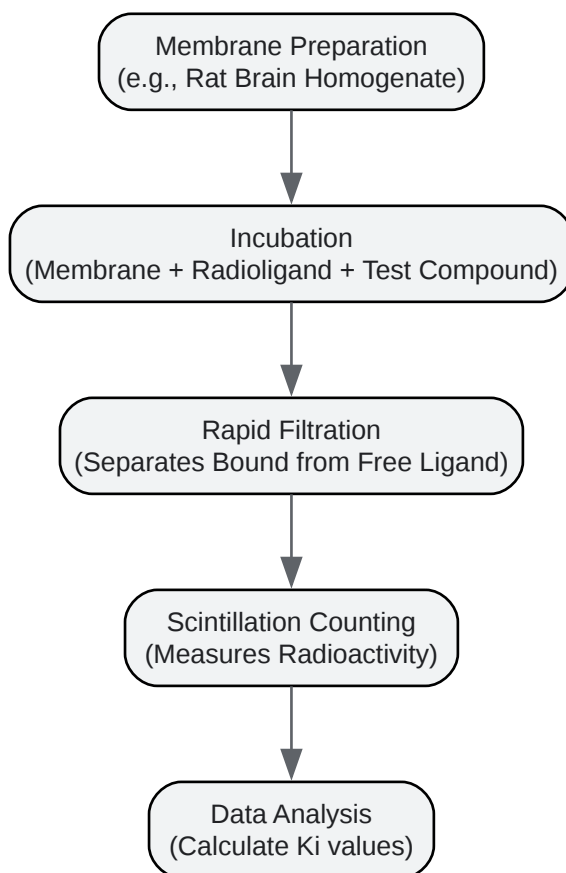 Membrane Preparation
(e.g., Rat Brain Homogenate)
Incubation
(Membrane + Radioligand + Test Compound)
Rapid Filtration
(Separates Bound from Free Ligand)
Scintillation Counting
(Measures Radioactivity)
Data Analysis
(Calculate Ki values)